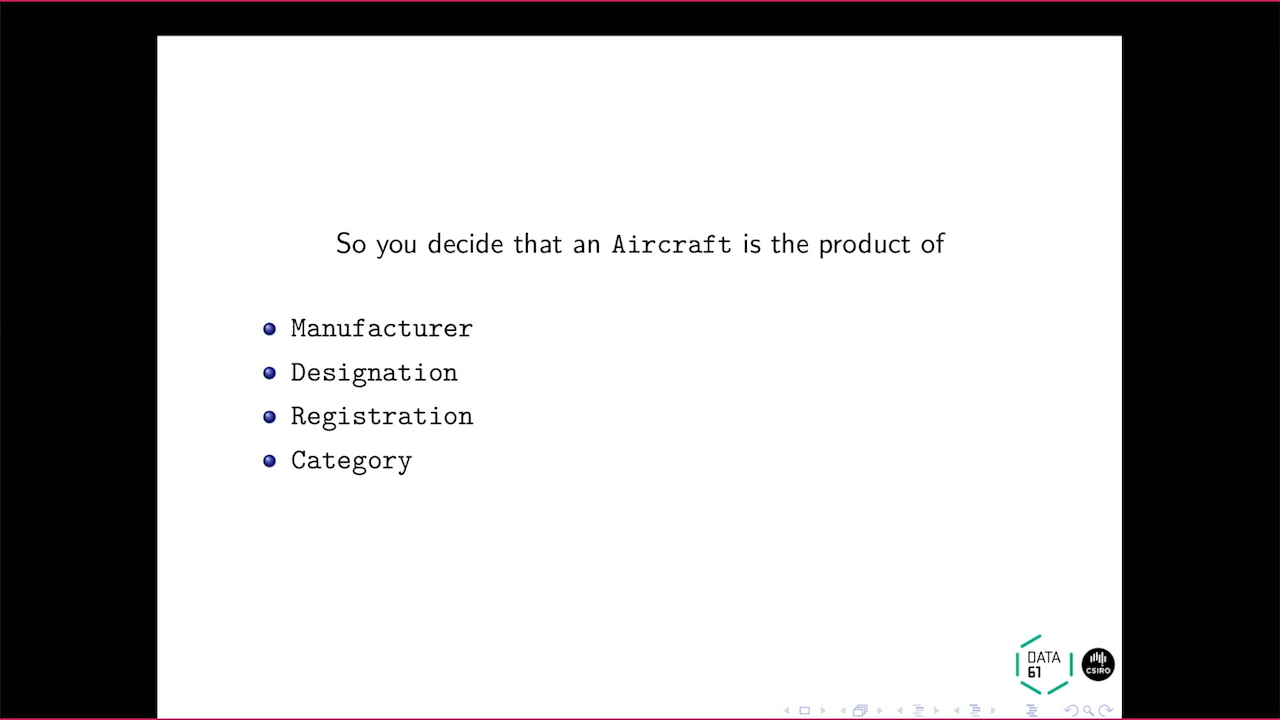 So you decide that an Aircraft is the product of
Manufacturer
Designation
Registration
Category
DATA
61
CSIRO